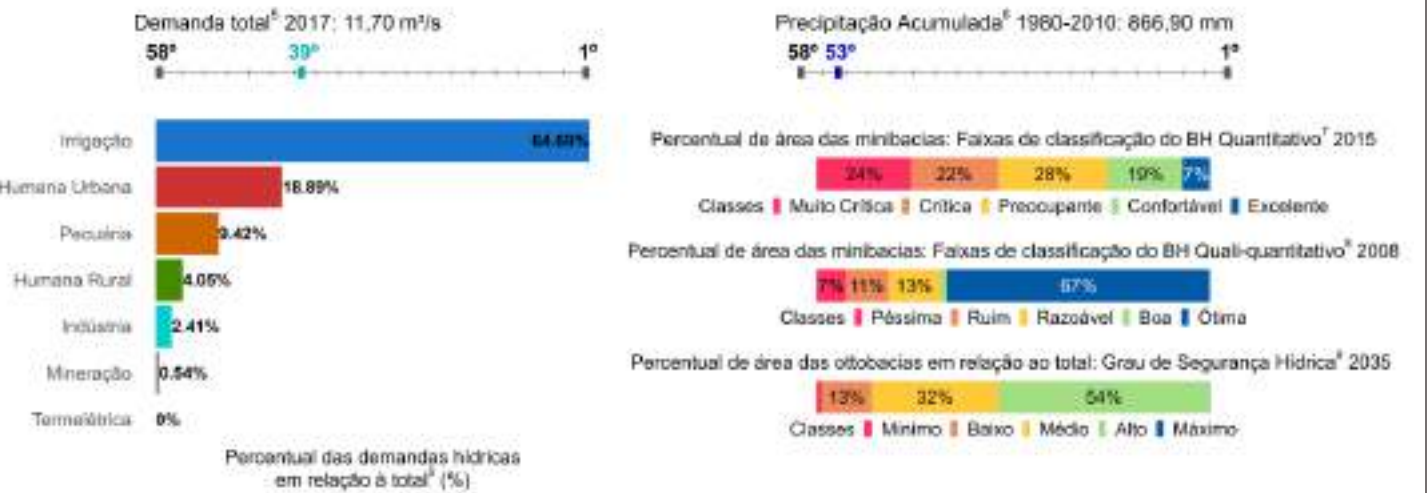 Demanda total⁵ 2017: 11,70 m³/s
58º 39º 1º
Irrigação 64.69%
Humana Urbana 18.89%
Pecuária 9.42%
Humana Rural 4.05%
Indústria 2.41%
Mineração 0.54%
Termelétrica 0%
Percentual das demandas hídricas
em relação à total⁵ (%)
Precipitação Acumulada⁶ 1980-2010: 866,90 mm
58º 53º 1º
Percentual de área das minibacias: Faixas de classificação do BH Quantitativo⁷ 2015
24% 22% 28% 19% 7%
Classes Muito Crítica Crítica Preocupante Confortável Excelente
Percentual de área das minibacias: Faixas de classificação do BH Quali-quantitativo⁸ 2008
7% 11% 13% 67%
Classes Péssima Ruim Razoável Boa Ótima
Percentual de área das ottobacias em relação ao total: Grau de Segurança Hídrica 2035
13% 32% 54%
Classes Mínimo Baixo Médio Alto Máximo